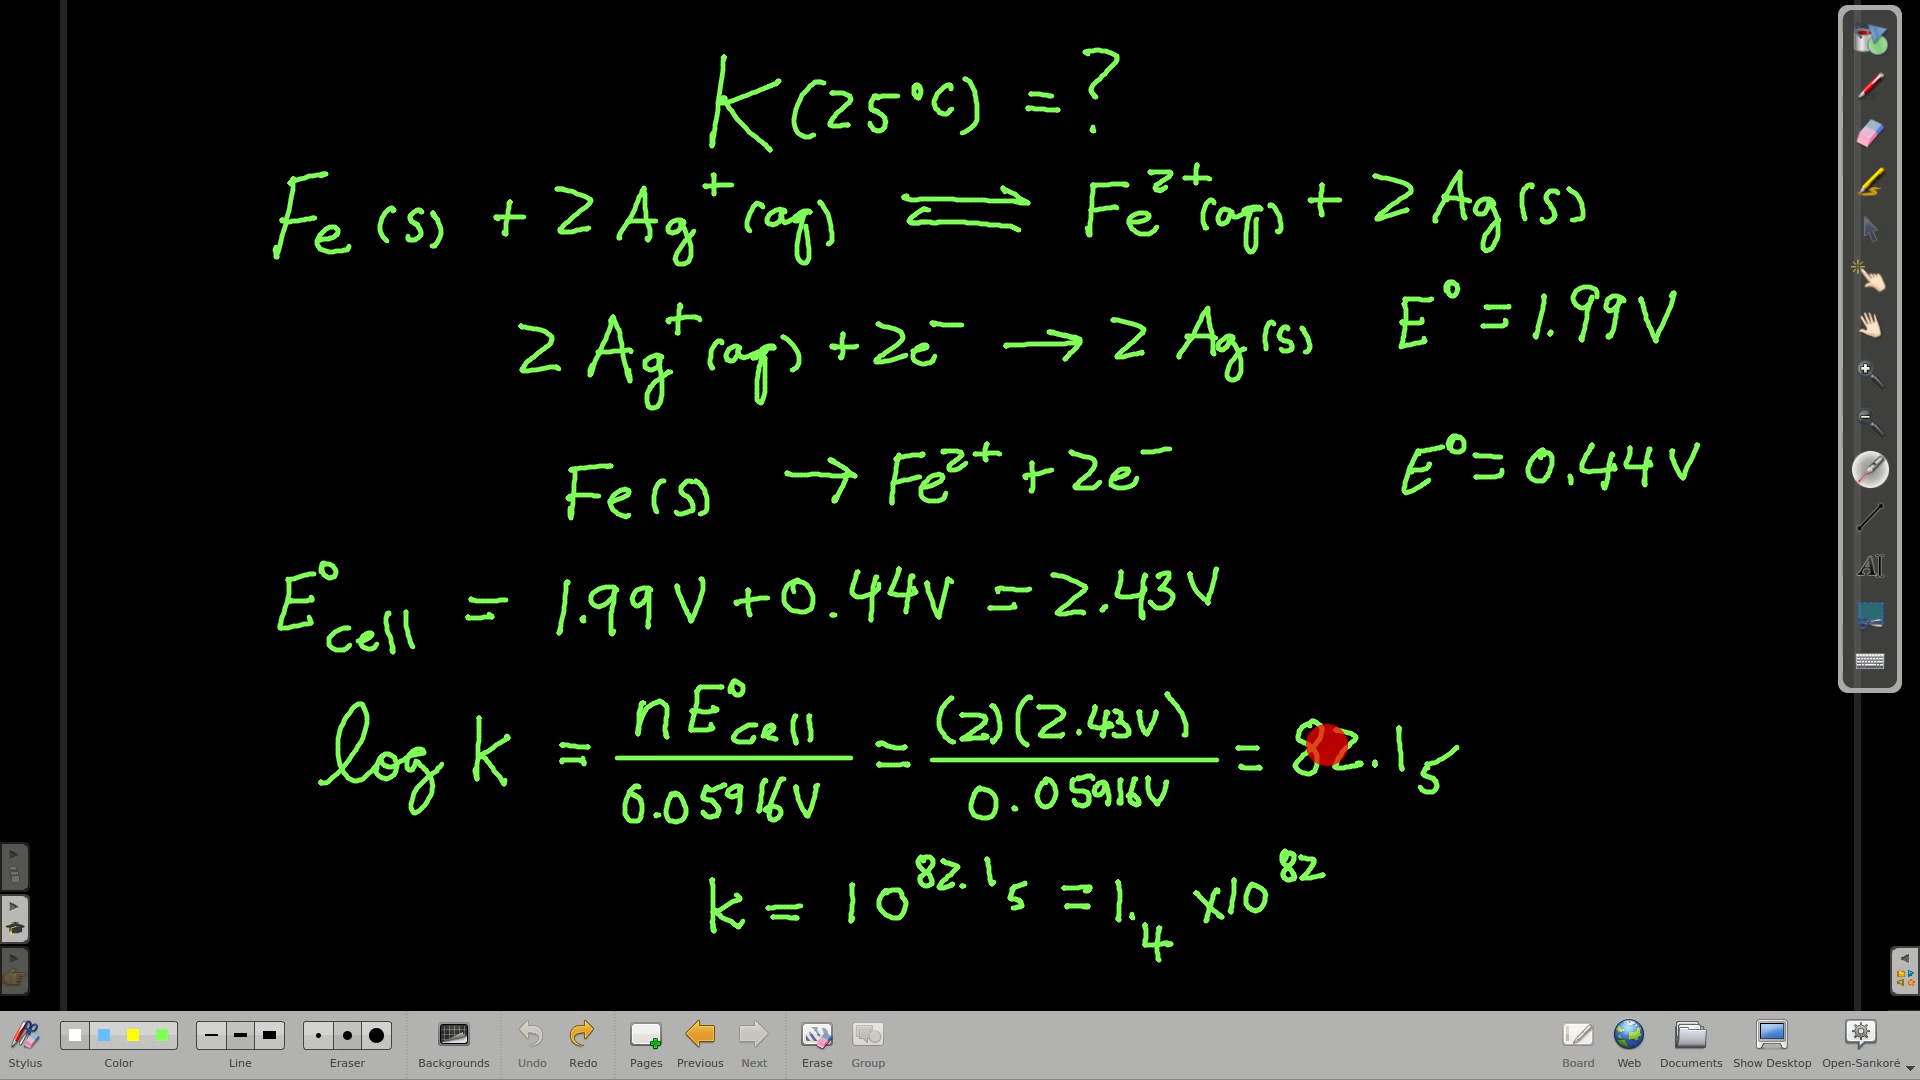 K(25°C) = ?
Fe(s) + 2Ag⁺(aq) ⇌ Fe²⁺(aq) + 2Ag(s)
2Ag⁺(aq) + 2e⁻ → 2Ag(s) E° = 1.99V
Fe(s) → Fe²⁺ + 2e⁻ E° = 0.44V
E°cell = 1.99V + 0.44V = 2.43V
log k = nE°cell / 0.05916V = (2)(2.43V) / 0.05916V = 82.1₅
k = 10^82.1₅ = 1.₄ x10⁸²
AI
Stylus Color Line Eraser Backgrounds Undo Redo Pages Previous Next Erase Group Board Web Documents Show Desktop Open-Sankoré